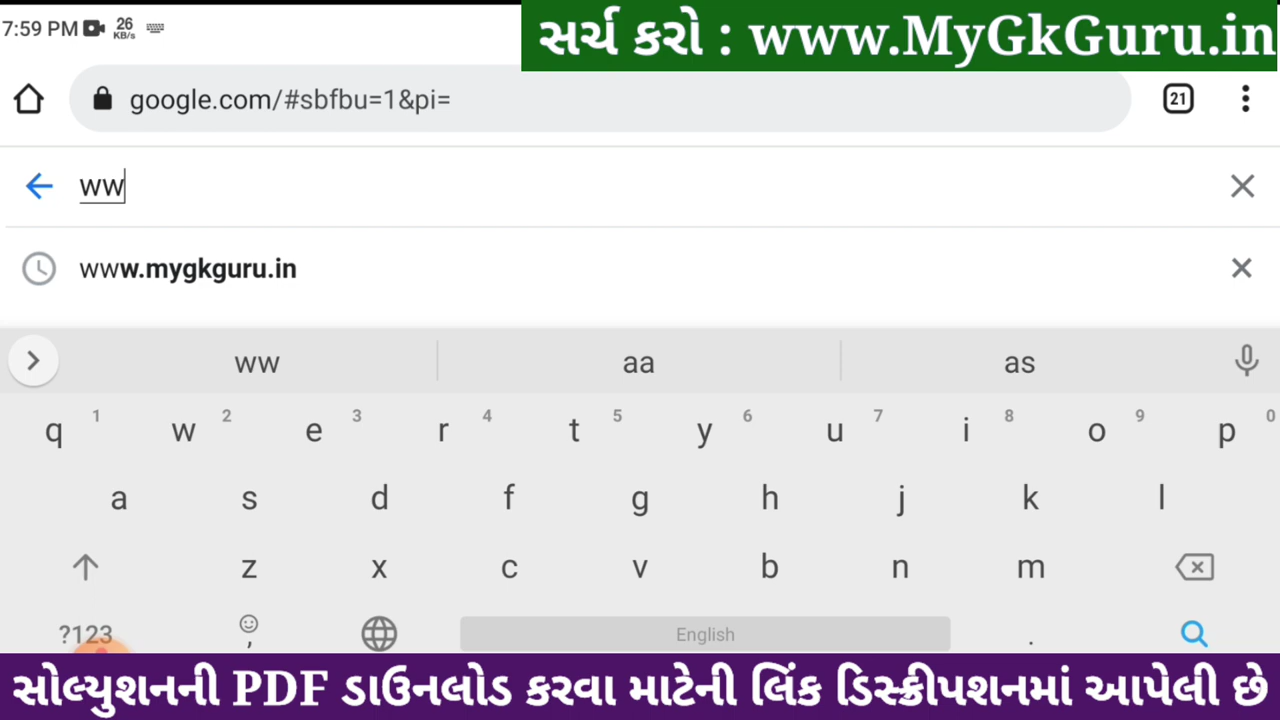 7:59 PM 26 KB/s
સર્ચ કરો : www.MyGkGuru.in
google.com/#sbfbu=1&pi=
21
ww
www.mygkguru.in
ww aa as
q 1 w 2 e 3 r 4 t 5 y 6 u 7 i 8 o 9 p 0
a s d f g h j k l
z x c v b n m
?123 , English .
સોલ્યુશનની PDF ડાઉનલોડ કરવા માટેની લિંક ડિસ્ક્રીપશનમાં આપેલી છે